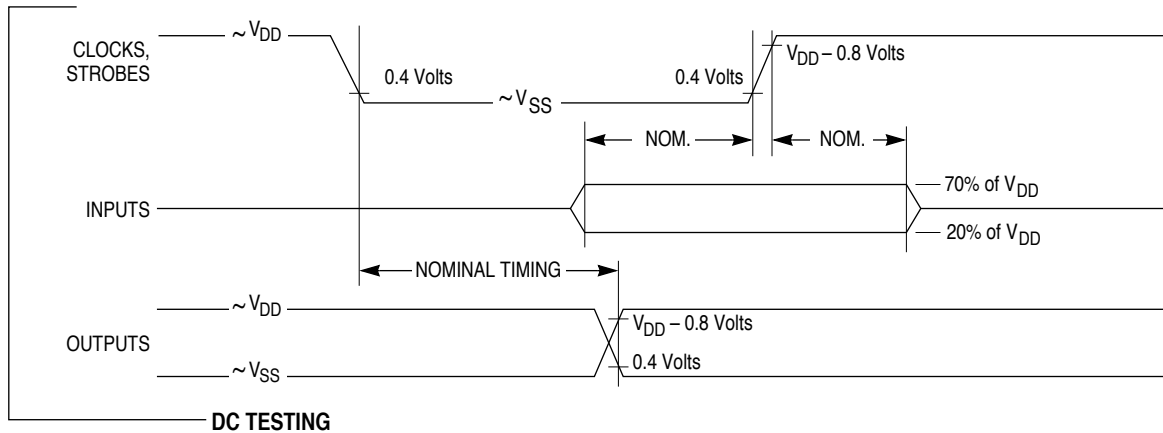 CLOCKS,
STROBES
~ VDD
0.4 Volts
~ VSS
0.4 Volts
VDD – 0.8 Volts
NOM.
NOM.
INPUTS
70% of VDD
20% of VDD
NOMINAL TIMING
OUTPUTS
~ VDD
~ VSS
VDD – 0.8 Volts
0.4 Volts
DC TESTING